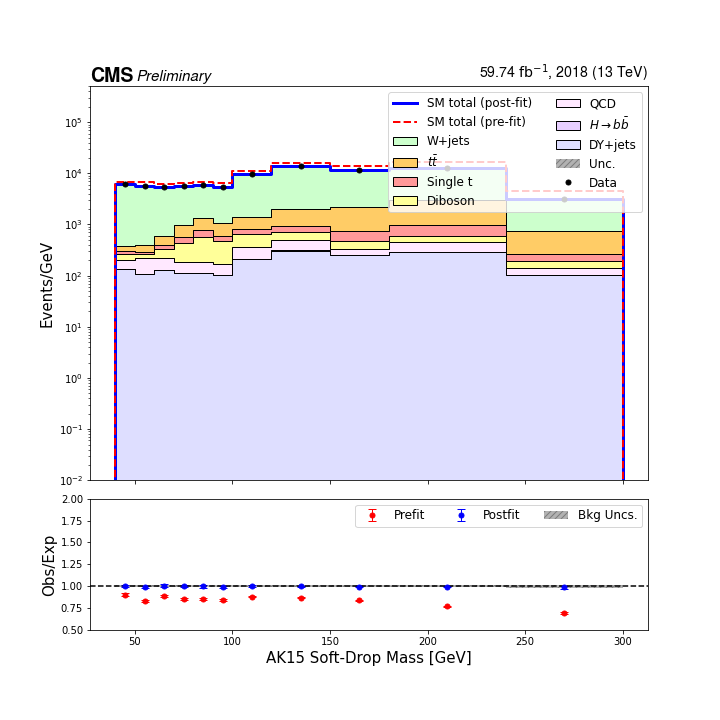 CMS Preliminary
59.74 fb⁻¹, 2018 (13 TeV)
SM total (post-fit)
SM total (pre-fit)
W+jets
tt̄
Single t
Diboson
QCD
H→bb̄
DY+jets
Unc.
Data
Events/GeV
10⁵
10⁴
10³
10²
10¹
10⁰
10⁻¹
10⁻²
Prefit
Postfit
Bkg Uncs.
Obs/Exp
2.00
1.75
1.50
1.25
1.00
0.75
0.50
50 100 150 200 250 300
AK15 Soft-Drop Mass [GeV]